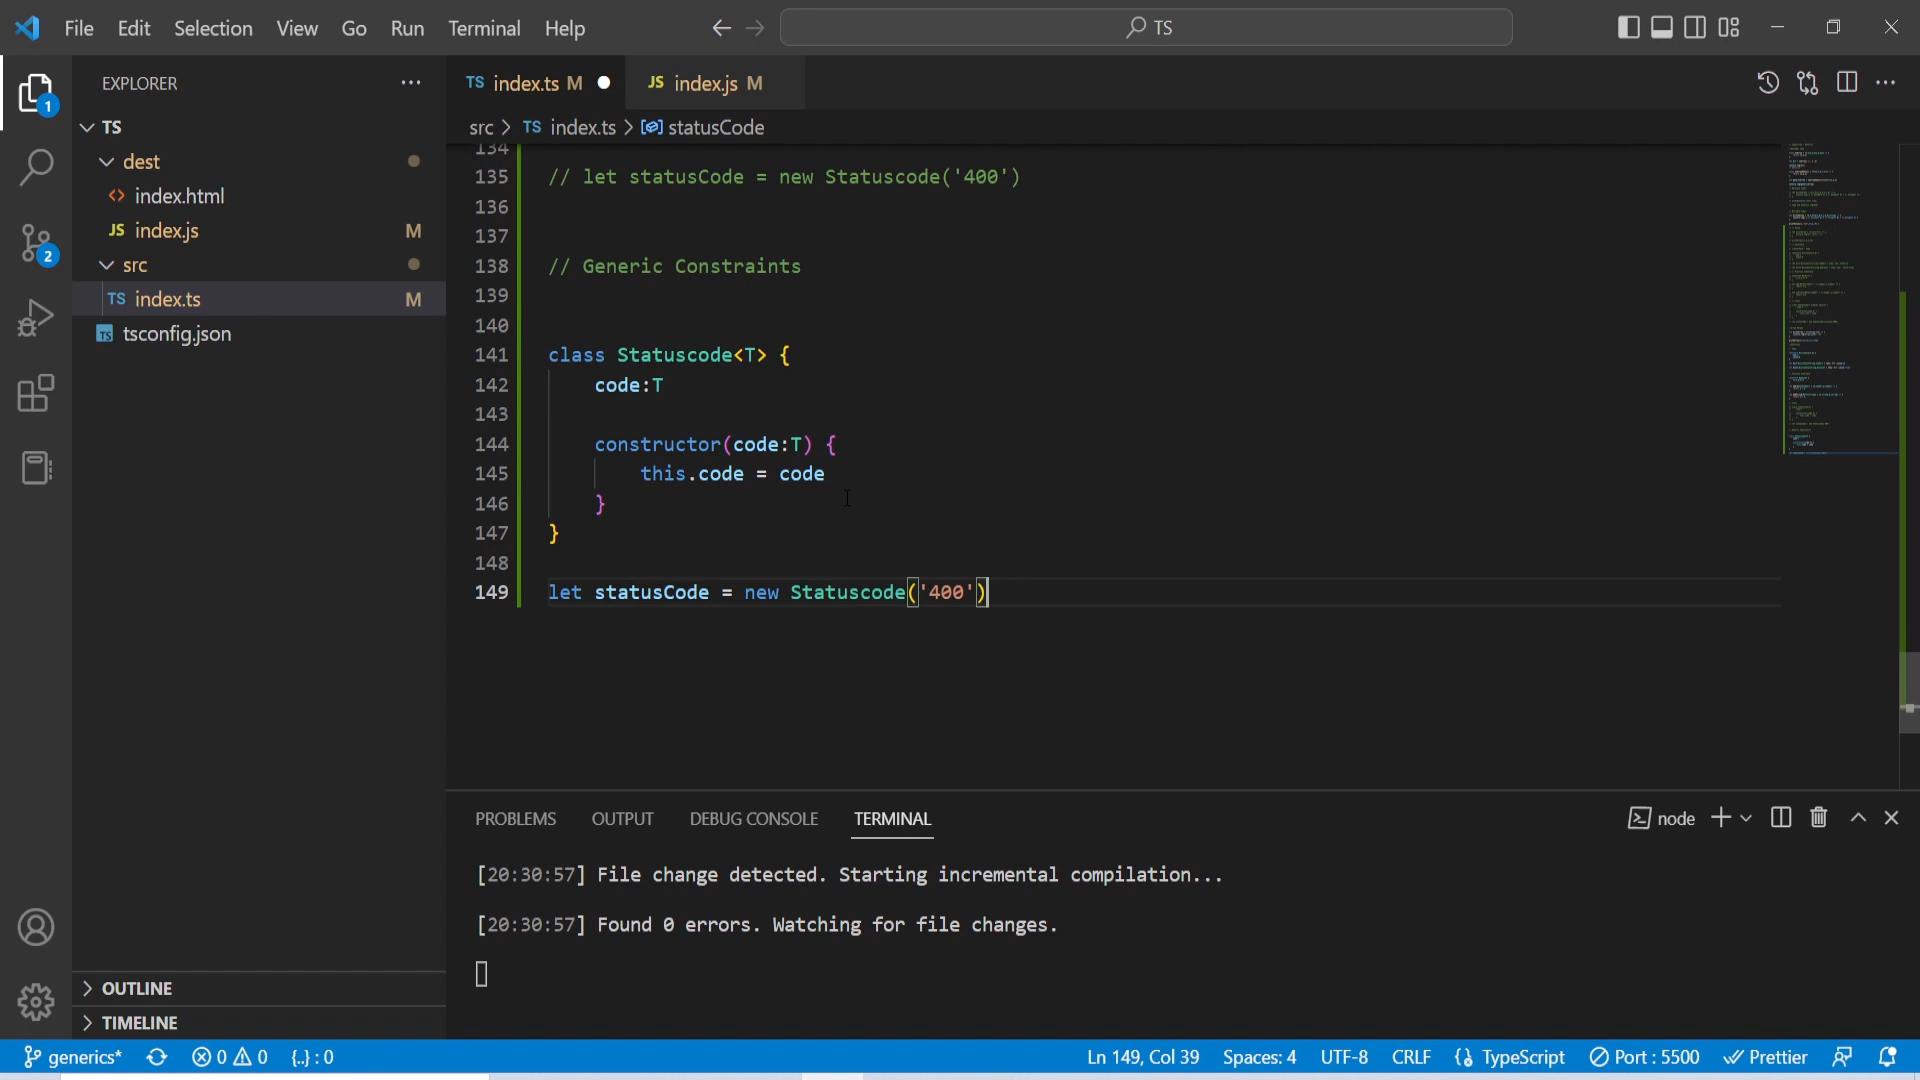 File Edit Selection View Go Run Terminal Help TS
EXPLORER
TS
dest
index.html
index.js M
src
index.ts M
tsconfig.json
OUTLINE
TIMELINE
1
2
TS index.ts M JS index.js M
src > TS index.ts > statusCode
134
135 // let statusCode = new Statuscode('400')
136
137
138 // Generic Constraints
139
140
141 class Statuscode<T> {
142 code:T
143
144 constructor(code:T) {
145 this.code = code
146 }
147 }
148
149 let statusCode = new Statuscode('400')
PROBLEMS OUTPUT DEBUG CONSOLE TERMINAL node
[20:30:57] File change detected. Starting incremental compilation...
[20:30:57] Found 0 errors. Watching for file changes.
generics* 0 0 {..} : 0 Ln 149, Col 39 Spaces: 4 UTF-8 CRLF TypeScript Port : 5500 Prettier